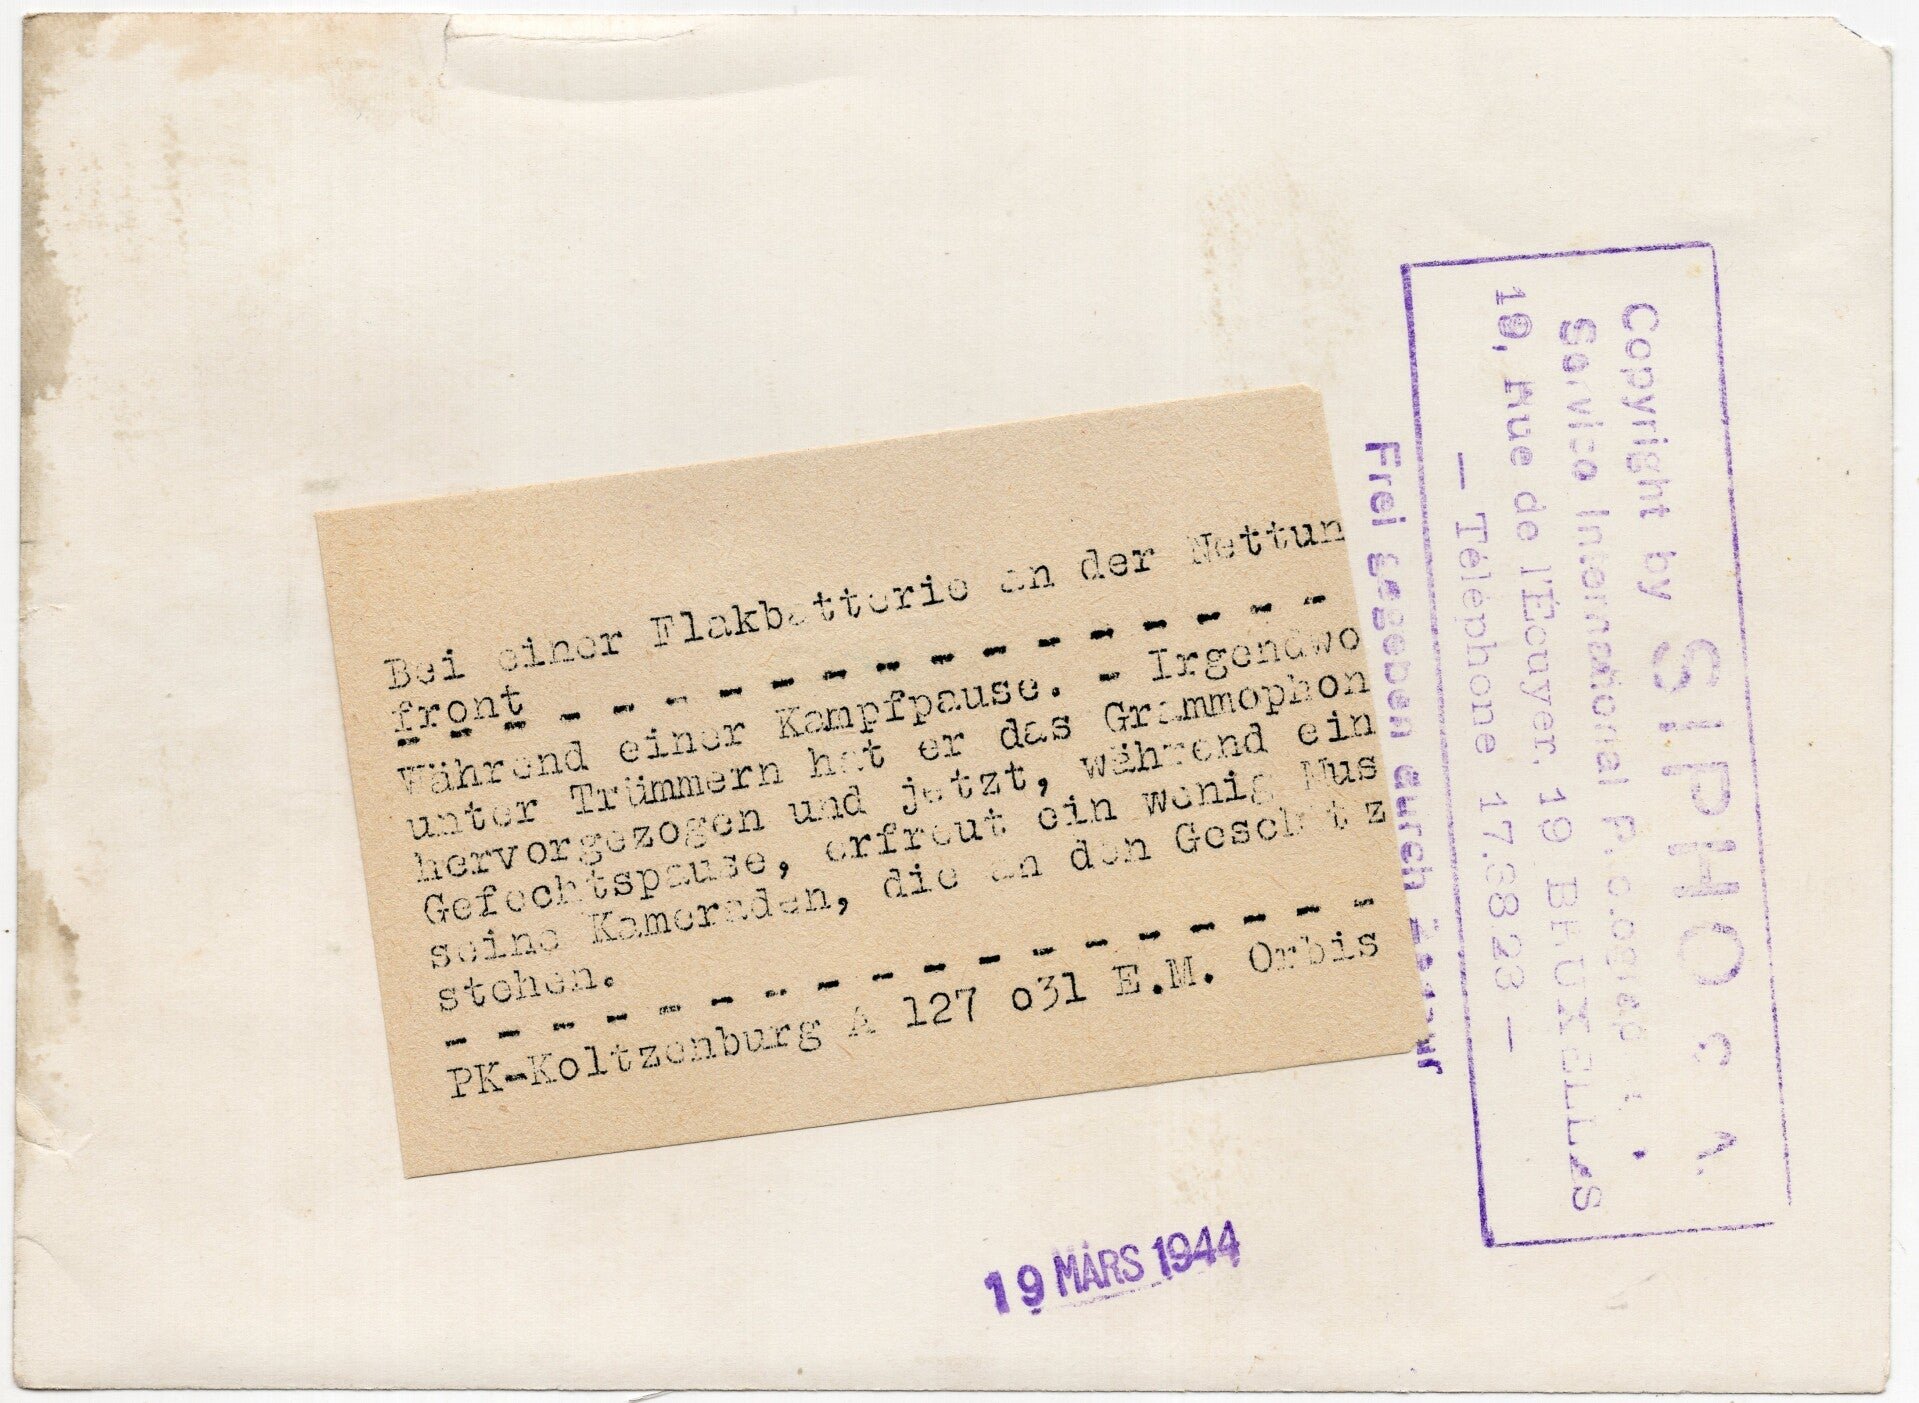 Bei einer Flakbatterie an der Nettun
front
Während einer Kampfpause. - Irgendwo
unter Trümmern hat er das Grammophon
hervorgezogen und jetzt, während ein
Gefechtspause, erfreut ein wenig Mus
seine Kameraden, die an den Geschütz
stehen.
PK-Koltzenburg A 127 o31 E.M. Orbis
19 MARS 1944
Copyright by SIPHO
Service International
Rue de l'Ecuyer, 19 BRUXELLES
— Téléphone 17.68.23 —
Frei gegeben durch